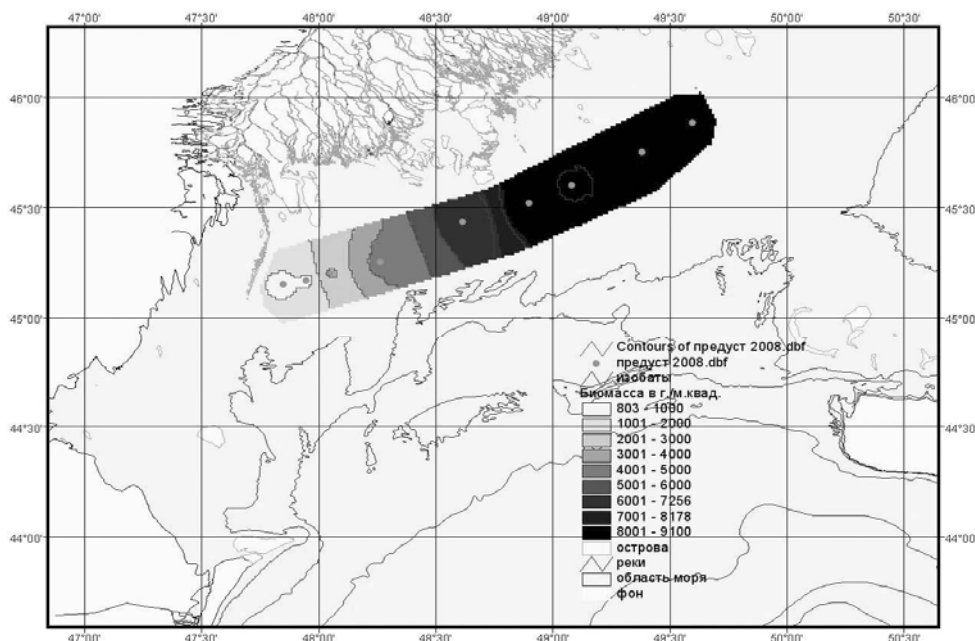 47°00' 47°30' 48°00' 48°30' 49°00' 49°30' 50°00' 50°30'
46°00' 46°00'
45°30' 45°30'
45°00' 45°00'
Contours of предуст 2008.dbf
предуст 2008.dbf
изобаты
Биомасса в г./м.квад.
803 - 1000
1001 - 2000
2001 - 3000
44°30' 44°30'
3001 - 4000
4001 - 5000
5001 - 6000
6001 - 7256
7001 - 8178
8001 - 9100
44°00' 44°00'
острова
реки
область моря
фон
47°00' 47°30' 48°00' 48°30' 49°00' 49°30' 50°00' 50°30'